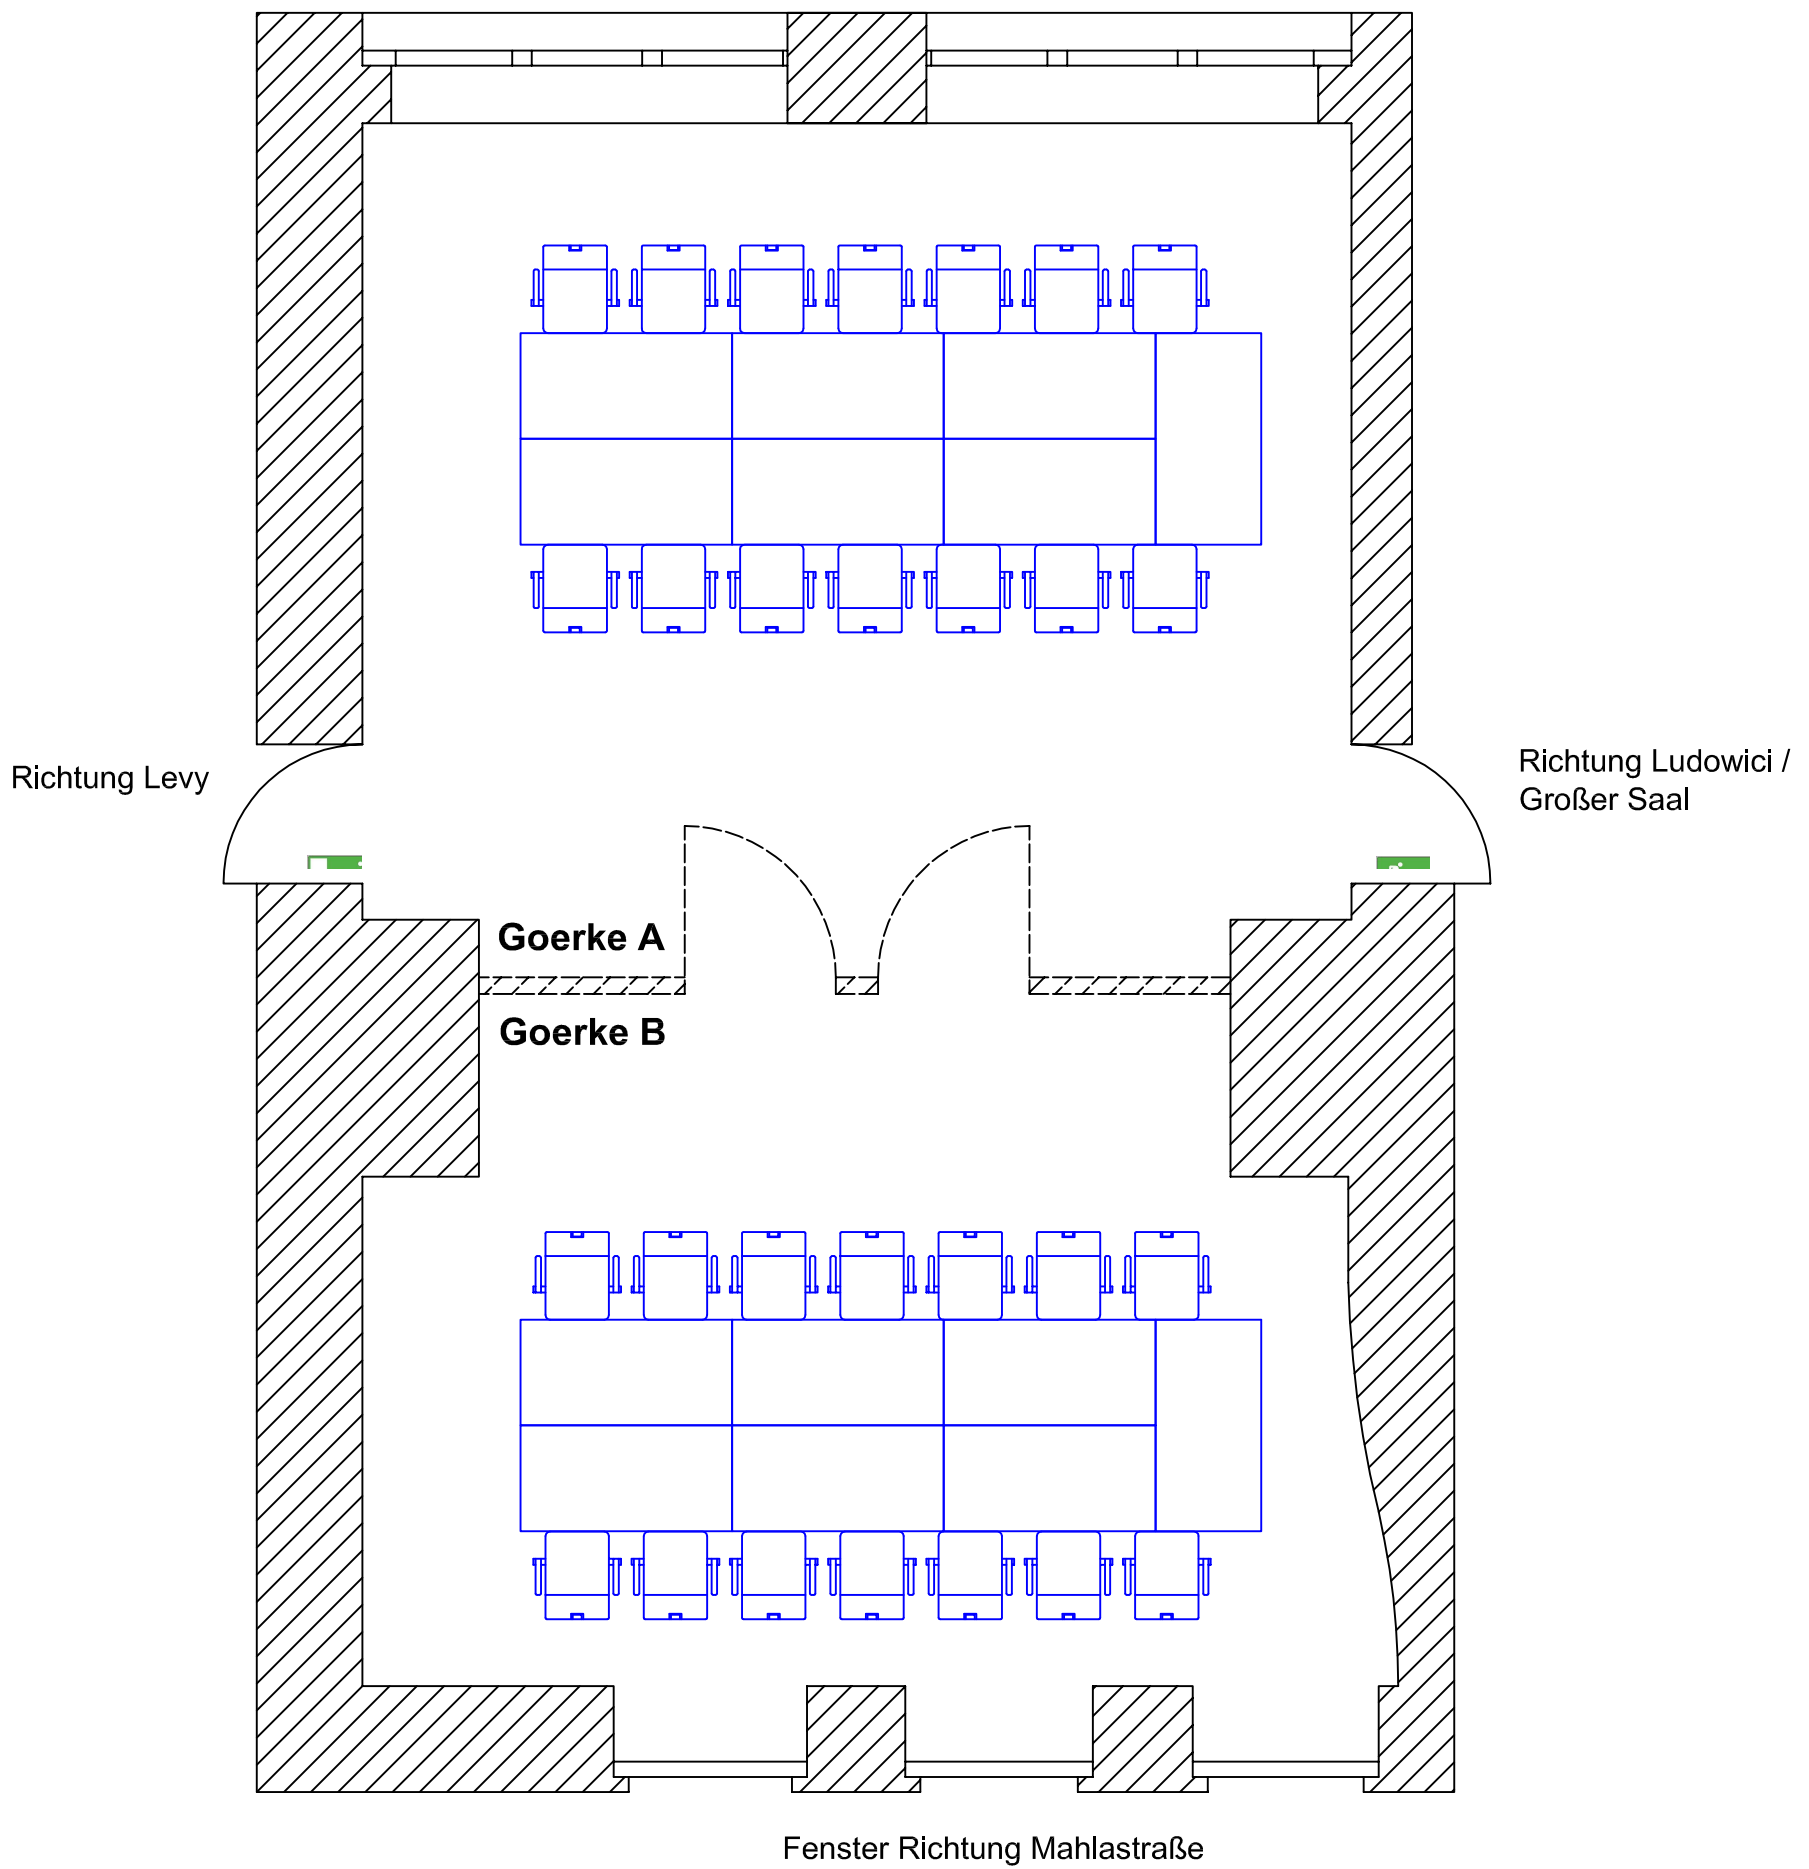 Richtung Levy
Richtung Ludowici /
Großer Saal
Goerke A
Goerke B
Fenster Richtung Mahlastraße